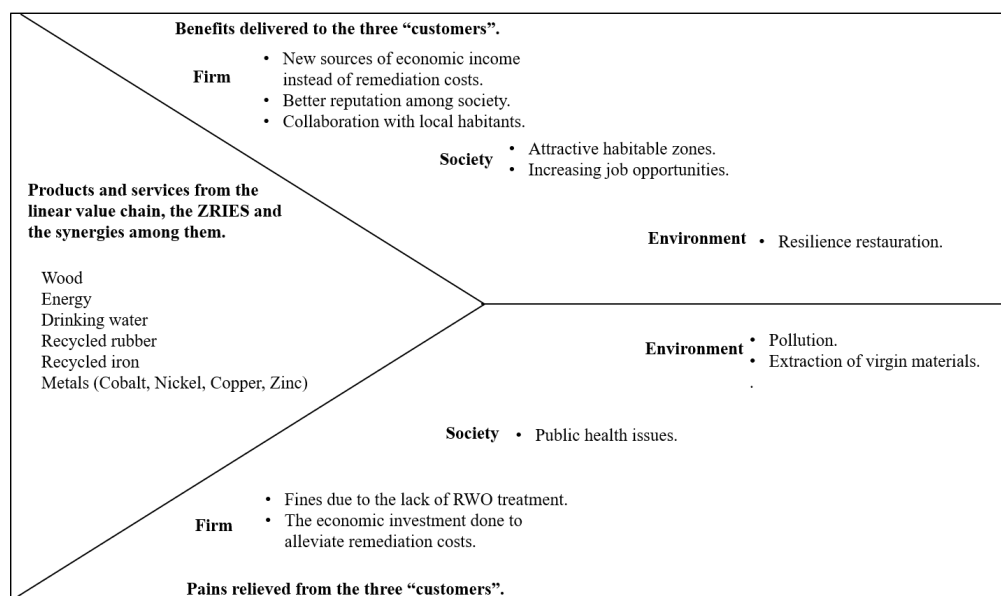 Benefits delivered to the three “customers”.
Firm
• New sources of economic income
instead of remediation costs.
• Better reputation among society.
• Collaboration with local habitants.
Society
• Attractive habitable zones.
• Increasing job opportunities.
Environment • Resilience restauration.
Products and services from the
linear value chain, the ZRIES and
the synergies among them.
Wood
Energy
Drinking water
Recycled rubber
Recycled iron
Metals (Cobalt, Nickel, Copper, Zinc)
Environment
• Pollution.
• Extraction of virgin materials.
.
Society • Public health issues.
Firm
• Fines due to the lack of RWO treatment.
• The economic investment done to
alleviate remediation costs.
Pains relieved from the three “customers”.